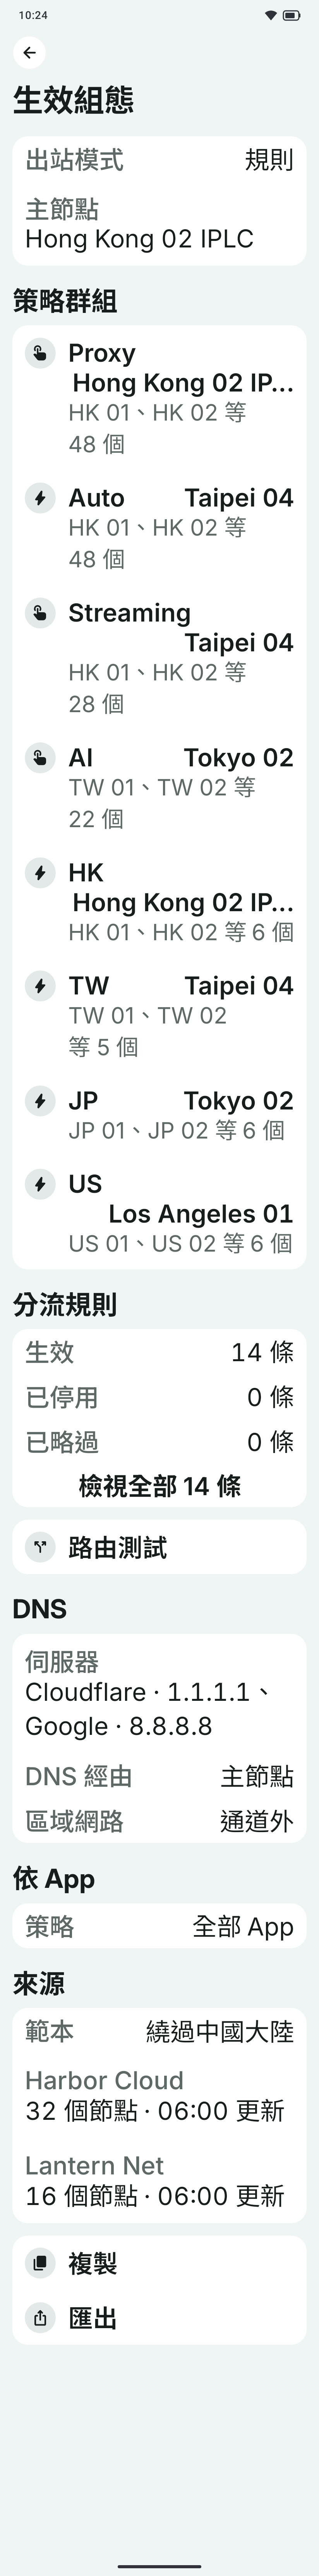 10:24
生效組態
出站模式 規則
主節點
Hong Kong 02 IPLC
策略群組
Proxy
Hong Kong 02 IP...
HK 01、HK 02 等
48 個
Auto Taipei 04
HK 01、HK 02 等
48 個
Streaming
Taipei 04
HK 01、HK 02 等
28 個
AI Tokyo 02
TW 01、TW 02 等
22 個
HK
Hong Kong 02 IP...
HK 01、HK 02 等 6 個
TW Taipei 04
TW 01、TW 02
等 5 個
JP Tokyo 02
JP 01、JP 02 等 6 個
US
Los Angeles 01
US 01、US 02 等 6 個
分流規則
生效 14 條
已停用 0 條
已略過 0 條
檢視全部 14 條
路由測試
DNS
伺服器
Cloudflare · 1.1.1.1、
Google · 8.8.8.8
DNS 經由 主節點
區域網路 通道外
依 App
策略 全部 App
來源
範本 繞過中國大陸
Harbor Cloud
32 個節點 · 06:00 更新
Lantern Net
16 個節點 · 06:00 更新
複製
匯出